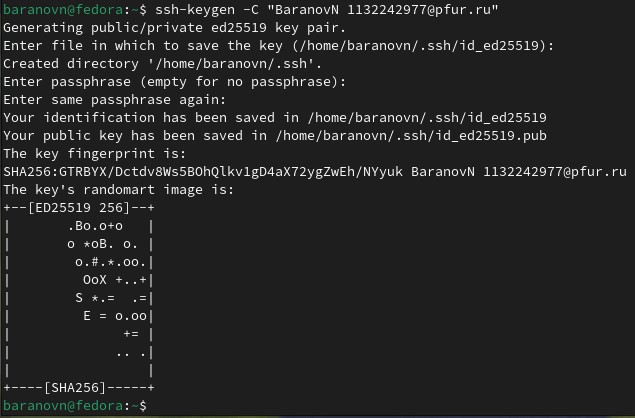 baranovn@fedora:~$ ssh-keygen -C "BaranovN 1132242977@pfur.ru"
Generating public/private ed25519 key pair.
Enter file in which to save the key (/home/baranovn/.ssh/id_ed25519):
Created directory '/home/baranovn/.ssh'.
Enter passphrase (empty for no passphrase):
Enter same passphrase again:
Your identification has been saved in /home/baranovn/.ssh/id_ed25519
Your public key has been saved in /home/baranovn/.ssh/id_ed25519.pub
The key fingerprint is:
SHA256:GTRBYX/Dctdv8Ws5BOhQlkv1gD4aX72ygZwEh/NYyuk BaranovN 1132242977@pfur.ru
The key's randomart image is:
+--[ED25519 256]--+
|       .Bo.o+o   |
|       o *oB. o. |
|        o.#.*.oo.|
|         OoX +..+|
|        S *.=  .=|
|         E = o.oo|
|              += |
|             .. .|
|                 |
+----[SHA256]-----+
baranovn@fedora:~$